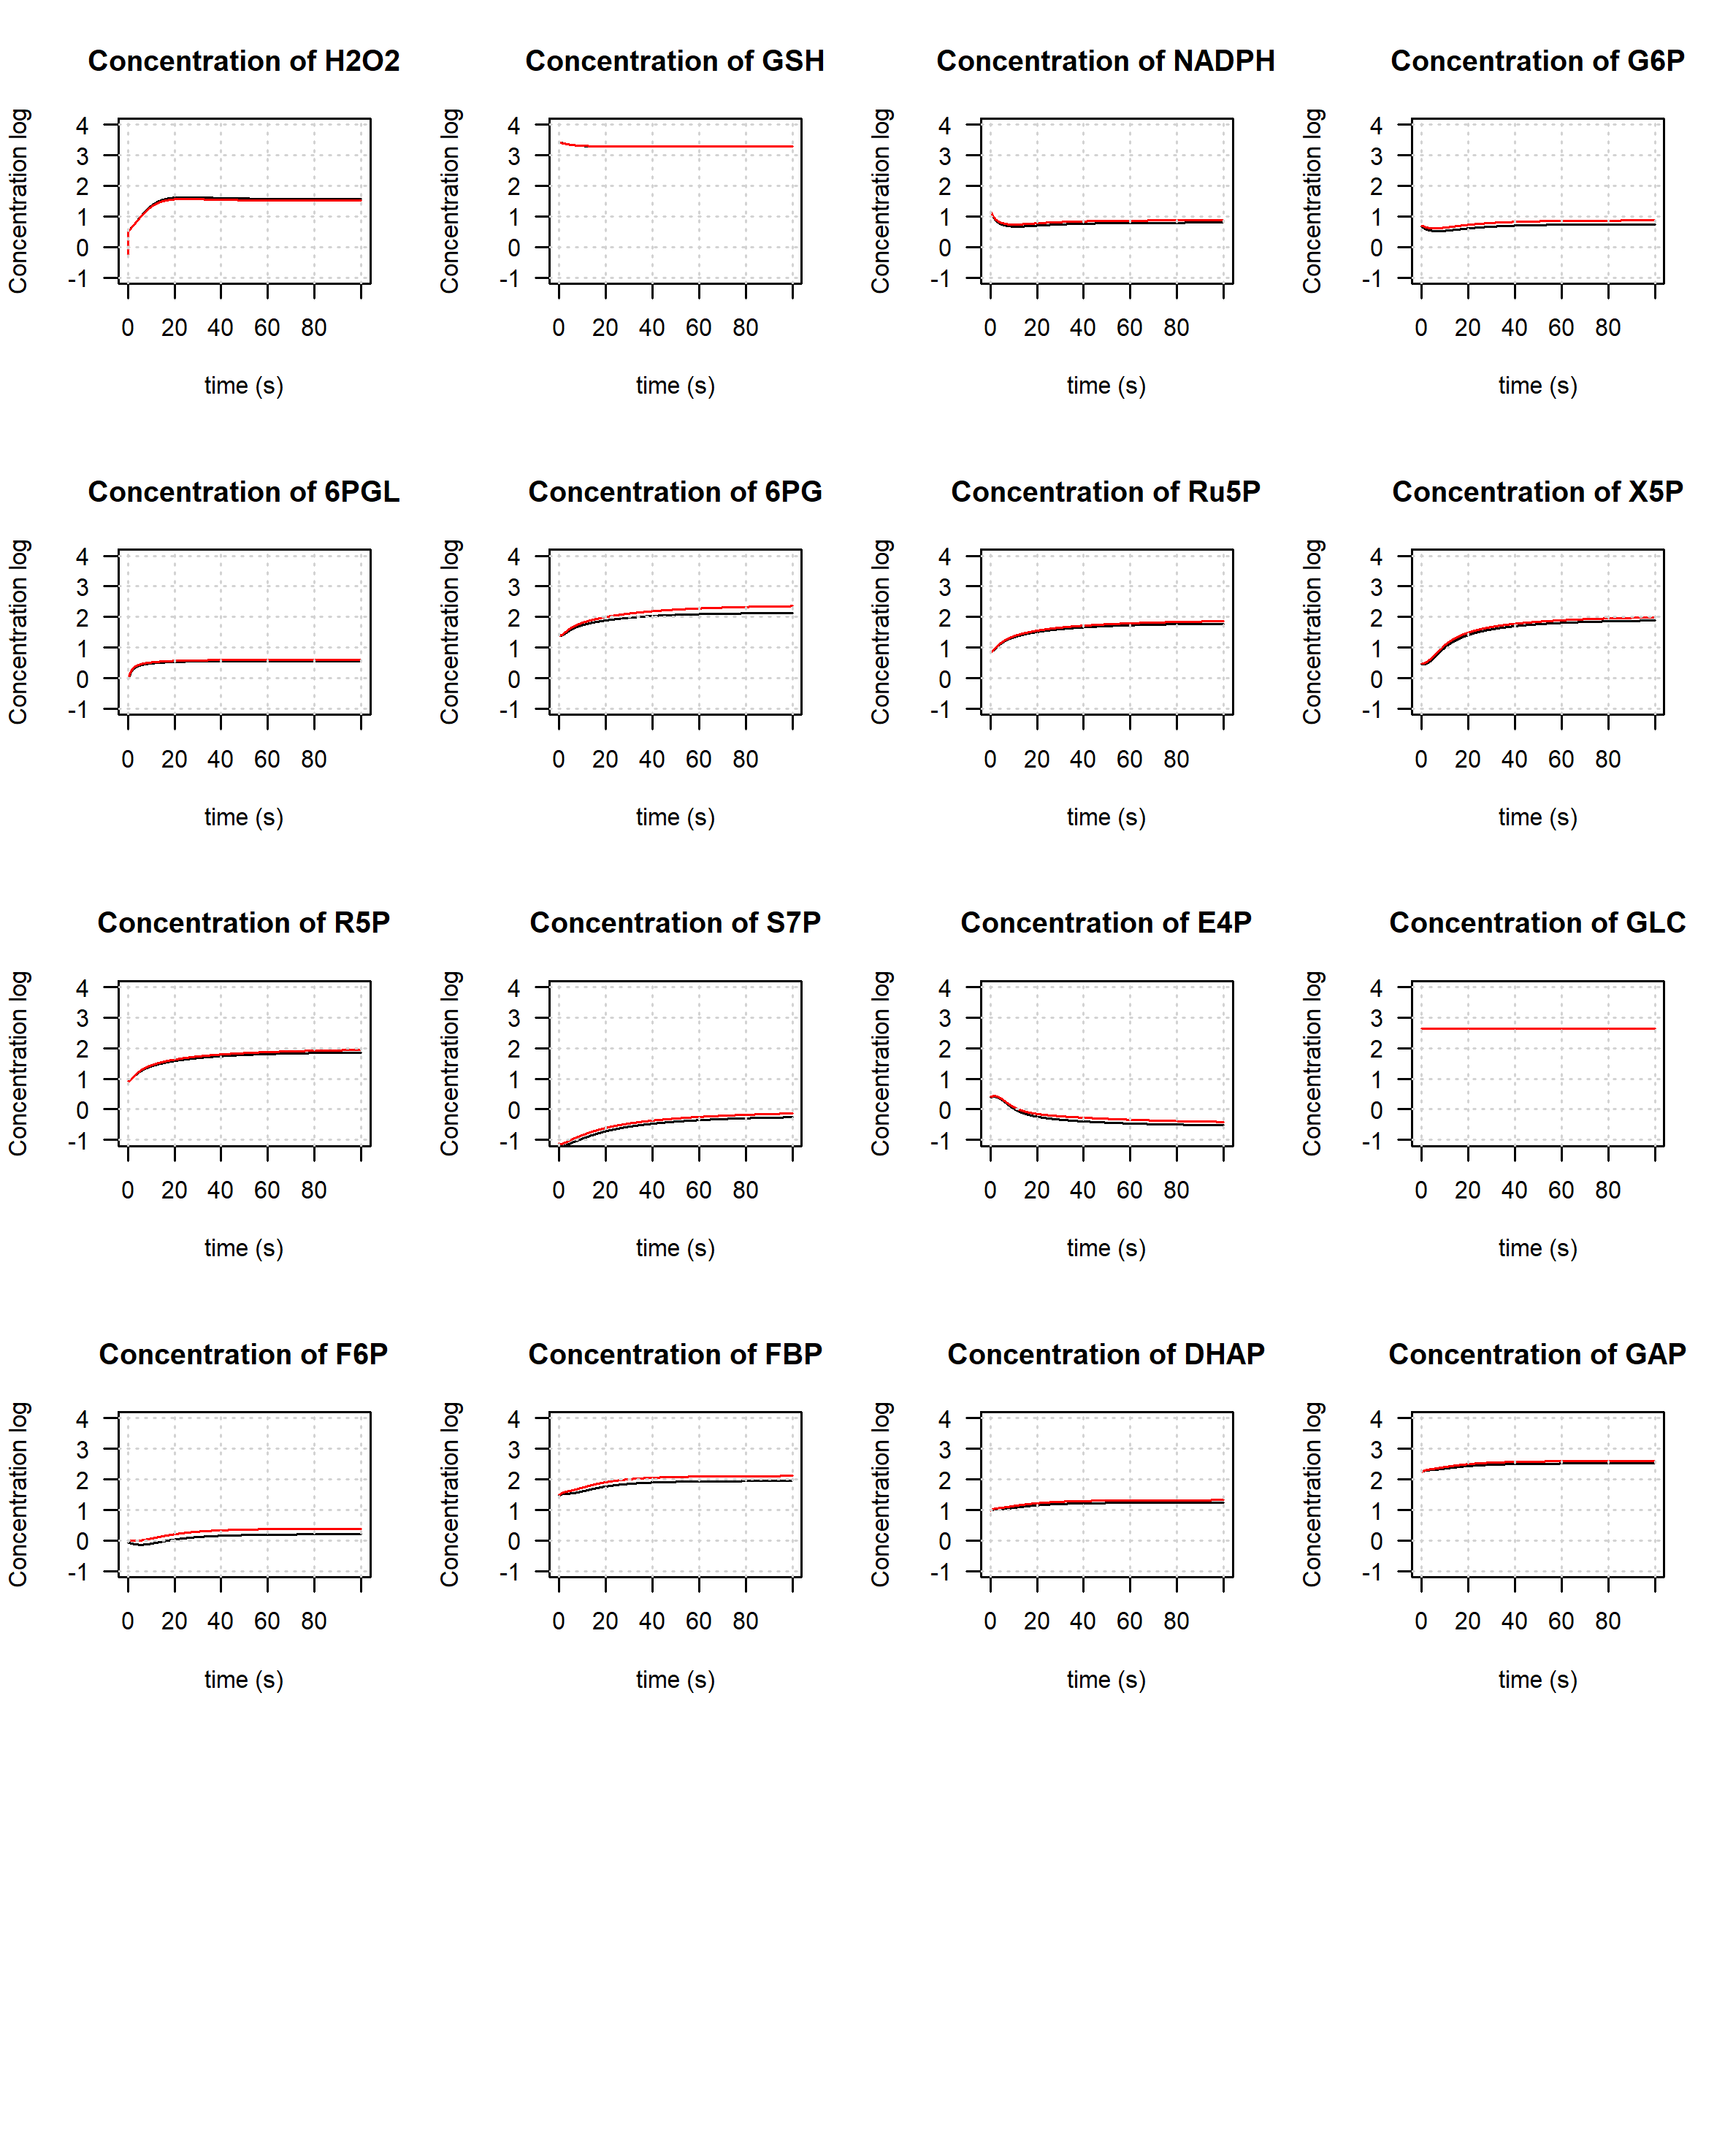 Concentration of H2O2
Concentration log
4
3
2
1
0
-1
0 20 40 60 80
time (s)
Concentration of GSH
Concentration log
4
3
2
1
0
-1
0 20 40 60 80
time (s)
Concentration of NADPH
Concentration log
4
3
2
1
0
-1
0 20 40 60 80
time (s)
Concentration of G6P
Concentration log
4
3
2
1
0
-1
0 20 40 60 80
time (s)
Concentration of 6PGL
Concentration log
4
3
2
1
0
-1
0 20 40 60 80
time (s)
Concentration of 6PG
Concentration log
4
3
2
1
0
-1
0 20 40 60 80
time (s)
Concentration of Ru5P
Concentration log
4
3
2
1
0
-1
0 20 40 60 80
time (s)
Concentration of X5P
Concentration log
4
3
2
1
0
-1
0 20 40 60 80
time (s)
Concentration of R5P
Concentration log
4
3
2
1
0
-1
0 20 40 60 80
time (s)
Concentration of S7P
Concentration log
4
3
2
1
0
-1
0 20 40 60 80
time (s)
Concentration of E4P
Concentration log
4
3
2
1
0
-1
0 20 40 60 80
time (s)
Concentration of GLC
Concentration log
4
3
2
1
0
-1
0 20 40 60 80
time (s)
Concentration of F6P
Concentration log
4
3
2
1
0
-1
0 20 40 60 80
time (s)
Concentration of FBP
Concentration log
4
3
2
1
0
-1
0 20 40 60 80
time (s)
Concentration of DHAP
Concentration log
4
3
2
1
0
-1
0 20 40 60 80
time (s)
Concentration of GAP
Concentration log
4
3
2
1
0
-1
0 20 40 60 80
time (s)